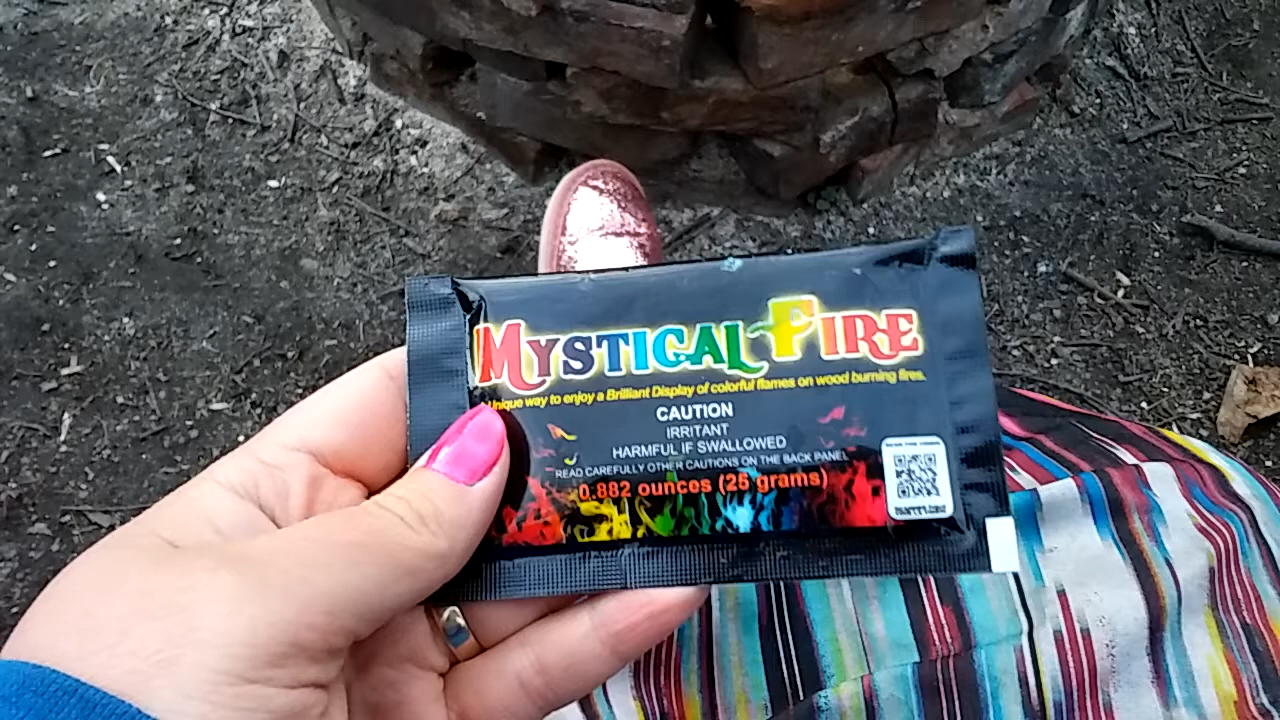 MYSTICAL FIRE
Unique way to enjoy a Brilliant Display of colorful flames on wood burning fires.
CAUTION
IRRITANT
HARMFUL IF SWALLOWED
READ CAREFULLY OTHER CAUTIONS ON THE BACK PANEL
0.882 ounces (25 grams)